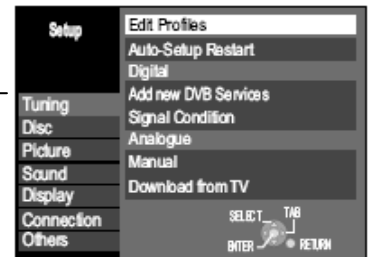 Setup
Tuning
Disc
Picture
Sound
Display
Connection
Others
Edit Profiles
Auto-Setup Restart
Digital
Add new DVB Services
Signal Condition
Analogue
Manual
Download from TV
SELECT TAB
ENTER RETURN